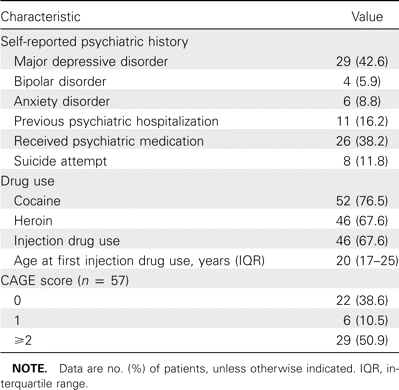 Characteristic Value
Self-reported psychiatric history
Major depressive disorder 29 (42.6)
Bipolar disorder 4 (5.9)
Anxiety disorder 6 (8.8)
Previous psychiatric hospitalization 11 (16.2)
Received psychiatric medication 26 (38.2)
Suicide attempt 8 (11.8)
Drug use
Cocaine 52 (76.5)
Heroin 46 (67.6)
Injection drug use 46 (67.6)
Age at first injection drug use, years (IQR) 20 (17–25)
CAGE score (n = 57)
0 22 (38.6)
1 6 (10.5)
⩾2 29 (50.9)
NOTE. Data are no. (%) of patients, unless otherwise indicated. IQR, in-
terquartile range.